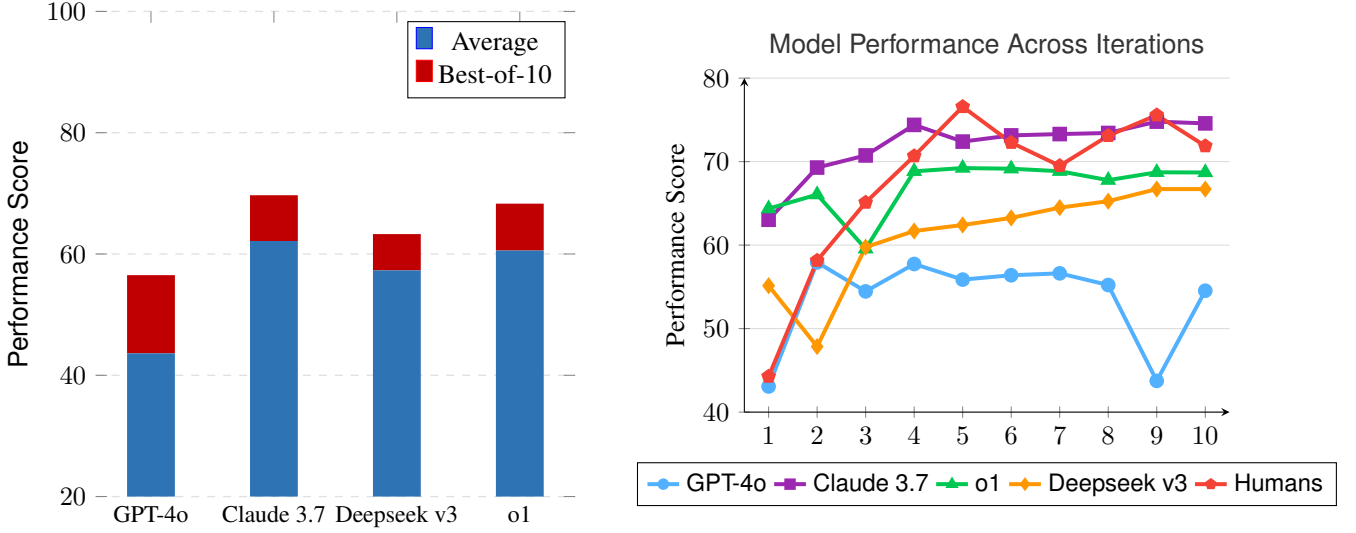 100
80
60
40
20
Performance Score
Average
Best-of-10
GPT-4o Claude 3.7 Deepseek v3 o1
Model Performance Across Iterations
80
70
60
50
40
Performance Score
1 2 3 4 5 6 7 8 9 10
GPT-4o Claude 3.7 o1 Deepseek v3 Humans